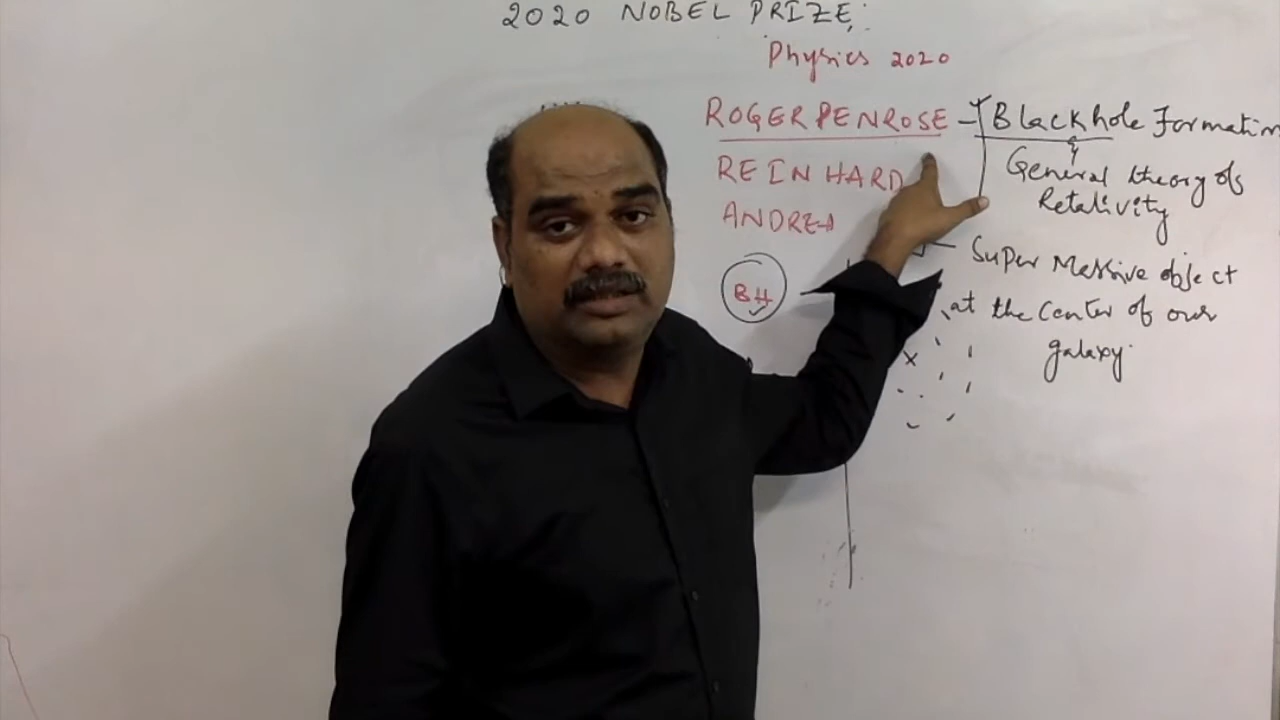 2020 NOBEL PRIZE
Physics 2020
ROGER PENROSE - Blackhole Formation
General theory of
Relativity
REINHARD
ANDREA
BH
Super Massive object
at the center of our
galaxy